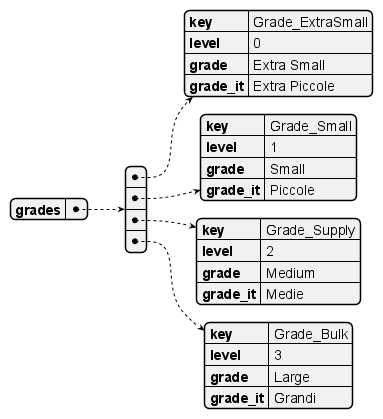 key Grade_ExtraSmall
level 0
grade Extra Small
grade_it Extra Piccole
key Grade_Small
level 1
grade Small
grade_it Piccole
grades
key Grade_Supply
level 2
grade Medium
grade_it Medie
key Grade_Bulk
level 3
grade Large
grade_it Grandi